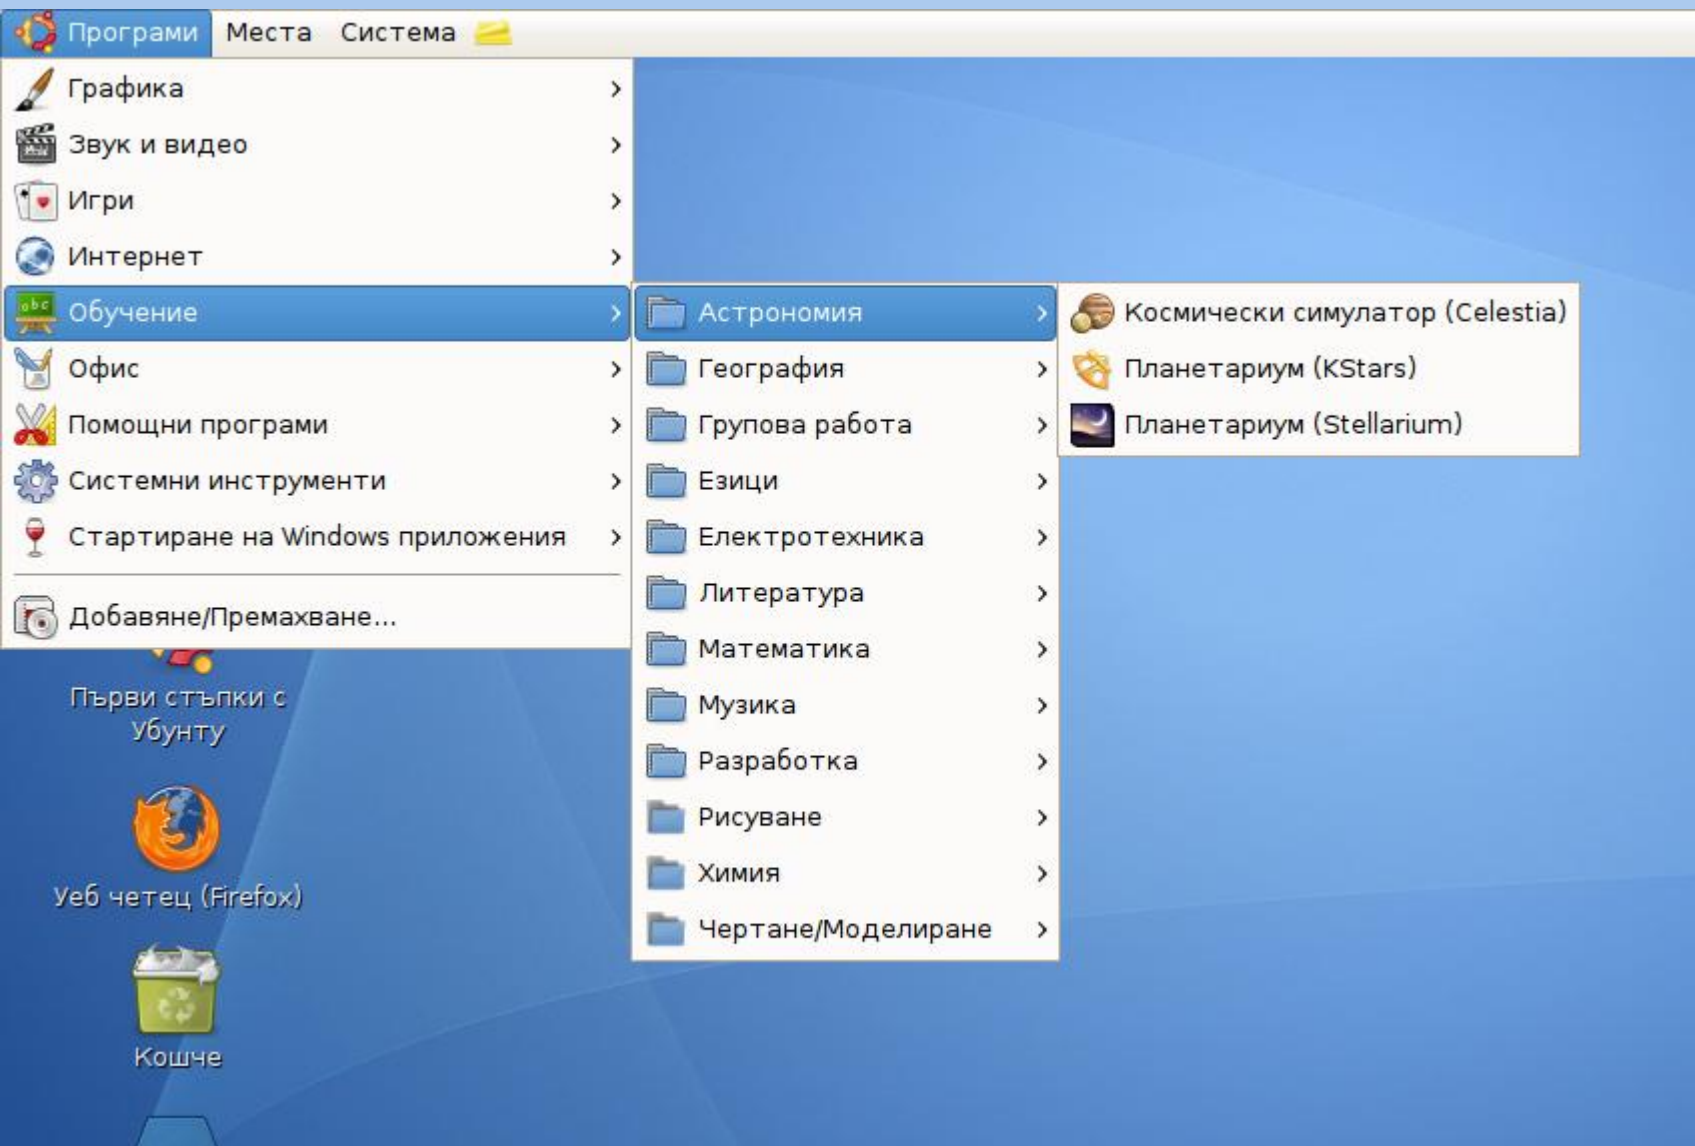 Програми Места Система
Графика
Звук и видео
Игри
Интернет
Обучение
Офис
Помощни програми
Системни инструменти
Стартиране на Windows приложения
Добавяне/Премахване...
Астрономия
География
Групова работа
Езици
Електротехника
Литература
Математика
Музика
Разработка
Рисуване
Химия
Чертане/Моделиране
Космически симулатор (Celestia)
Планетариум (KStars)
Планетариум (Stellarium)
Първи стъпки с
Убунту
Уеб четец (Firefox)
Кошче
abc